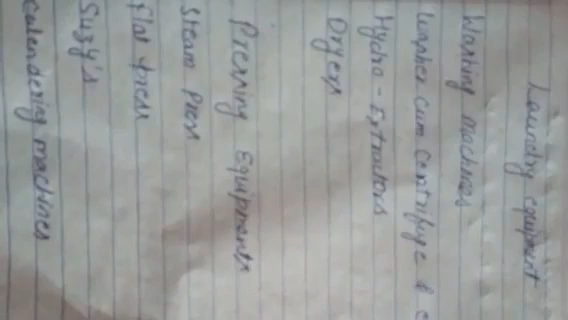 Laundry equipment
Washing machines
Washer cum Centrifuge &
Hydro-Extractors
Dryers
Pressing Equipments
Steam Press
flat press
Suzy's
Calendering machines